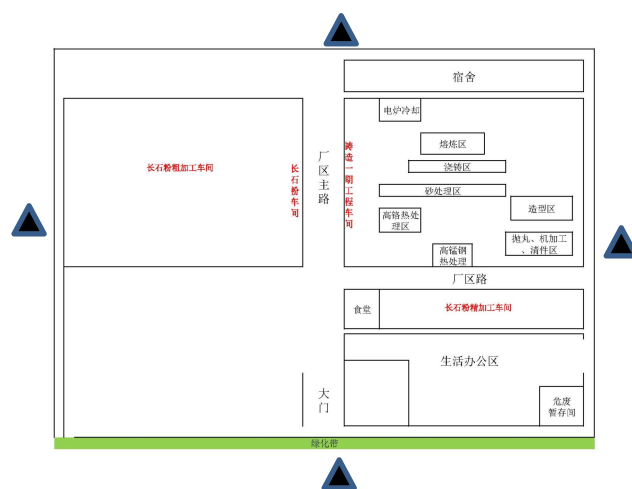 宿舍
电炉冷却
熔炼区
浇铸区
砂处理区
造型区
高铬热处
理区
抛丸、机加工
、清件区
高锰钢
热处理
铸造一期工程车间
厂区主路
长石粉车间
长石粉粗加工车间
厂区路
食堂
长石粉精加工车间
生活办公区
大门
危废
暂存间
绿化带